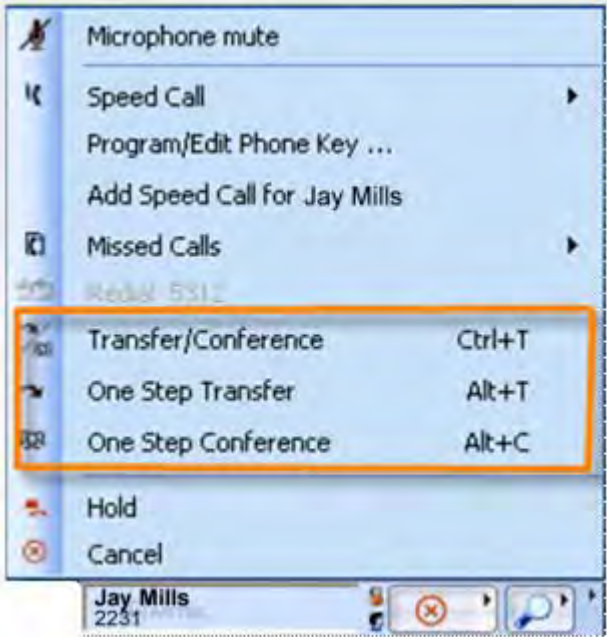 Microphone mute
Speed Call
Program/Edit Phone Key ...
Add Speed Call for Jay Mills
Missed Calls
Redial 5312
Transfer/Conference Ctrl+T
One Step Transfer Alt+T
One Step Conference Alt+C
Hold
Cancel
Jay Mills
2231